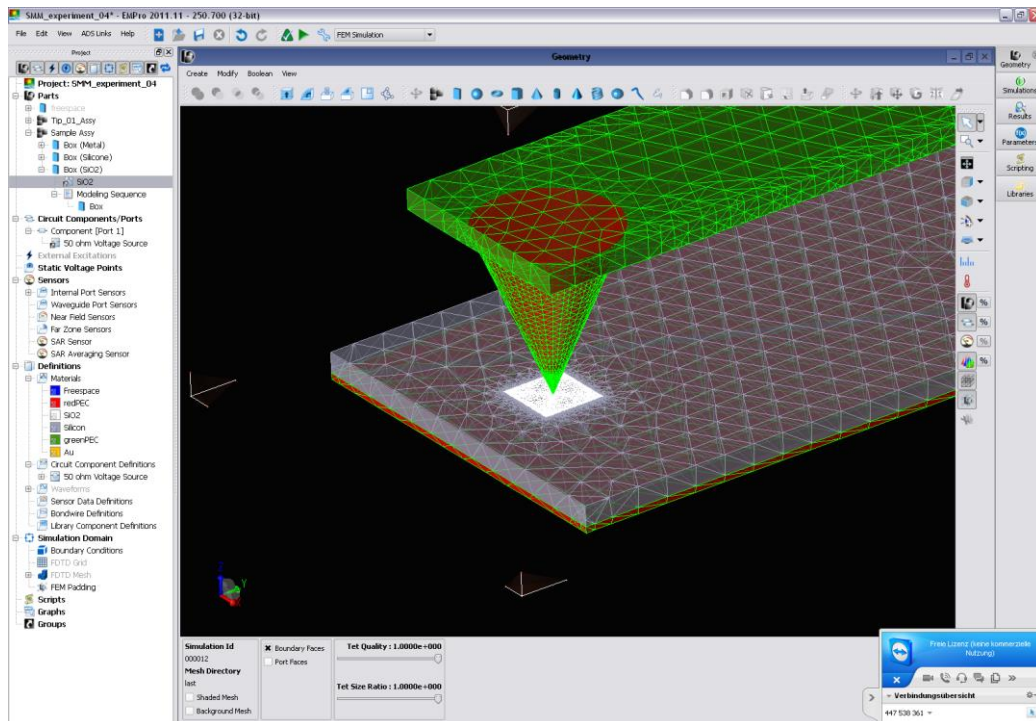 SMM_experiment_04* - EMPro 2011.11 - 250.700 (32-bit)
File Edit View ADS Links Help
FEM Simulation
Project
Project: SMM_experiment_04
Parts
Freespace
Tip_01_Assy
Sample Assy
Box (Metal)
Box (Silicone)
Box (SiO2)
SiO2
Modeling Sequence
Box
Circuit Components/Ports
Component [Port 1]
50 ohm Voltage Source
External Excitations
Static Voltage Points
Sensors
Internal Port Sensors
Waveguide Port Sensors
Near Field Sensors
Far Zone Sensors
SAR Sensor
SAR Averaging Sensor
Definitions
Materials
Freespace
redPEC
SiO2
Silicon
greenPEC
Au
Circuit Component Definitions
50 ohm Voltage Source
Waveforms
Sensor Data Definitions
Bondwire Definitions
Library Component Definitions
Simulation Domain
Boundary Conditions
FDTD Grid
FDTD Mesh
FEM Padding
Scripts
Graphs
Groups
Geometry
Create Modify Boolean View
Z
Y
Simulation Id
000012
Mesh Directory
last
Shaded Mesh
Background Mesh
Boundary Faces
Port Faces
Tet Quality : 1.0000e+000
Tet Size Ratio : 1.0000e+000
Geometry
Simulations
Results
f(x)
Parameters
Scripting
Libraries
%
%
%
%
Freie Lizenz (keine kommerzielle
Nutzung)
Verbindungsübersicht
447 538 361